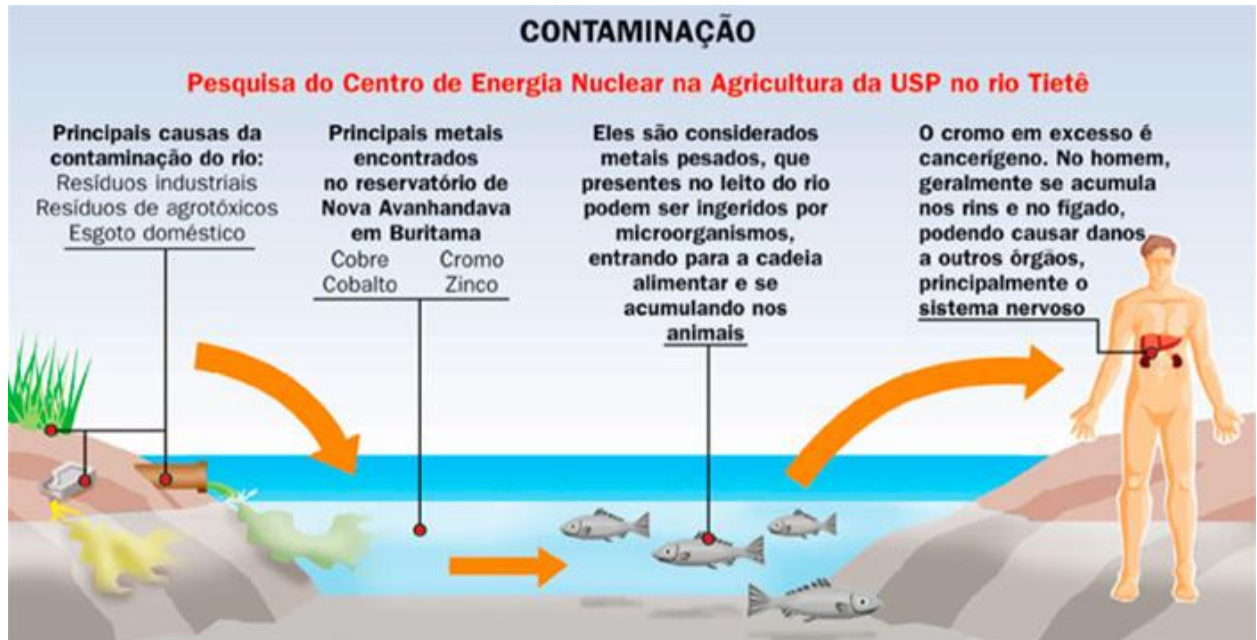 CONTAMINAÇÃO
Pesquisa do Centro de Energia Nuclear na Agricultura da USP no rio Tietê
Principais causas da
contaminação do rio:
Resíduos industriais
Resíduos de agrotóxicos
Esgoto doméstico
Principais metais
encontrados
no reservatório de
Nova Avanhandava
em Buritama
Cobre Cromo
Cobalto Zinco
Eles são considerados
metais pesados, que
presentes no leito do rio
podem ser ingeridos por
microorganismos,
entrando para a cadeia
alimentar e se
acumulando nos
animais
O cromo em excesso é
cancerígeno. No homem,
geralmente se acumula
nos rins e no fígado,
podendo causar danos
a outros órgãos,
principalmente o
sistema nervoso